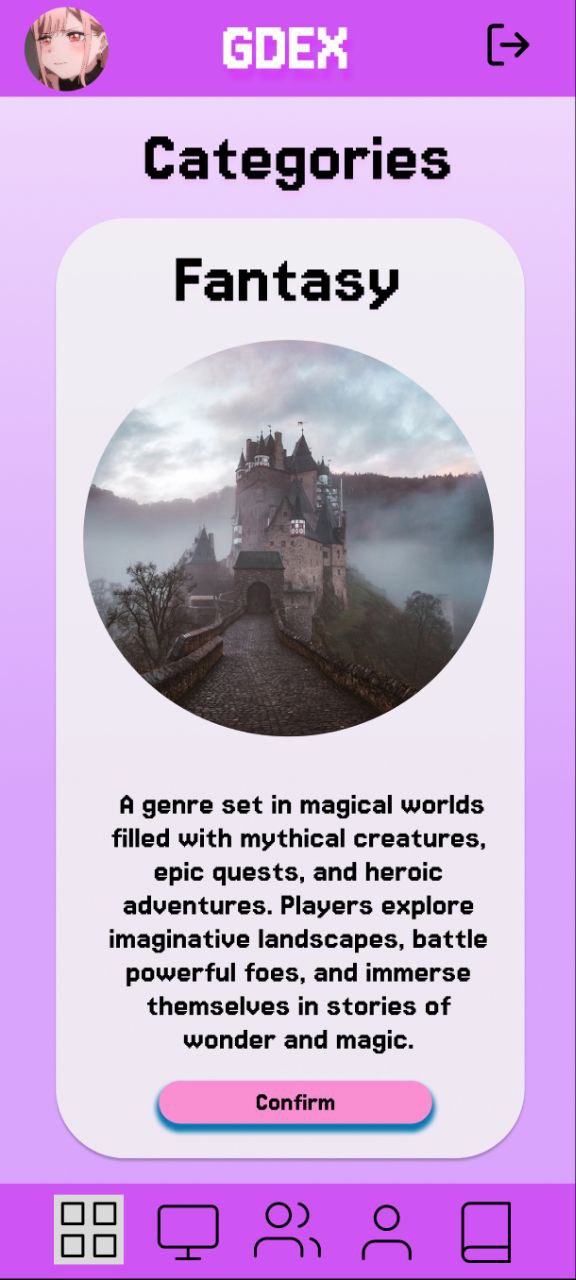 GDEX
Categories
Fantasy
A genre set in magical worlds
filled with mythical creatures,
epic quests, and heroic
adventures. Players explore
imaginative landscapes, battle
powerful foes, and immerse
themselves in stories of
wonder and magic.
Confirm